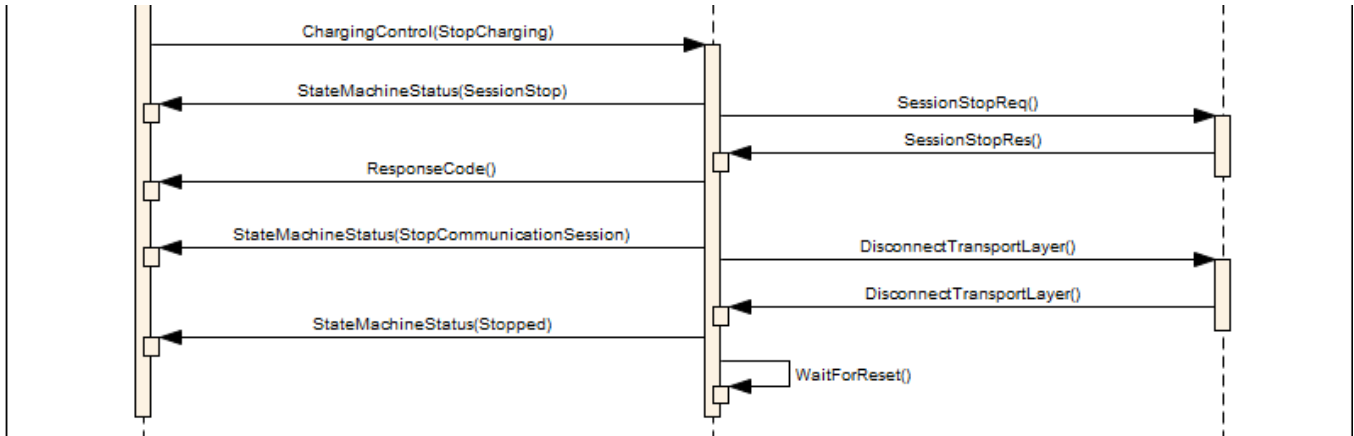 ChargingControl(StopCharging)
StateMachineStatus(SessionStop)
SessionStopReq()
SessionStopRes()
ResponseCode()
StateMachineStatus(StopCommunicationSession)
DisconnectTransportLayer()
DisconnectTransportLayer()
StateMachineStatus(Stopped)
WaitForReset()